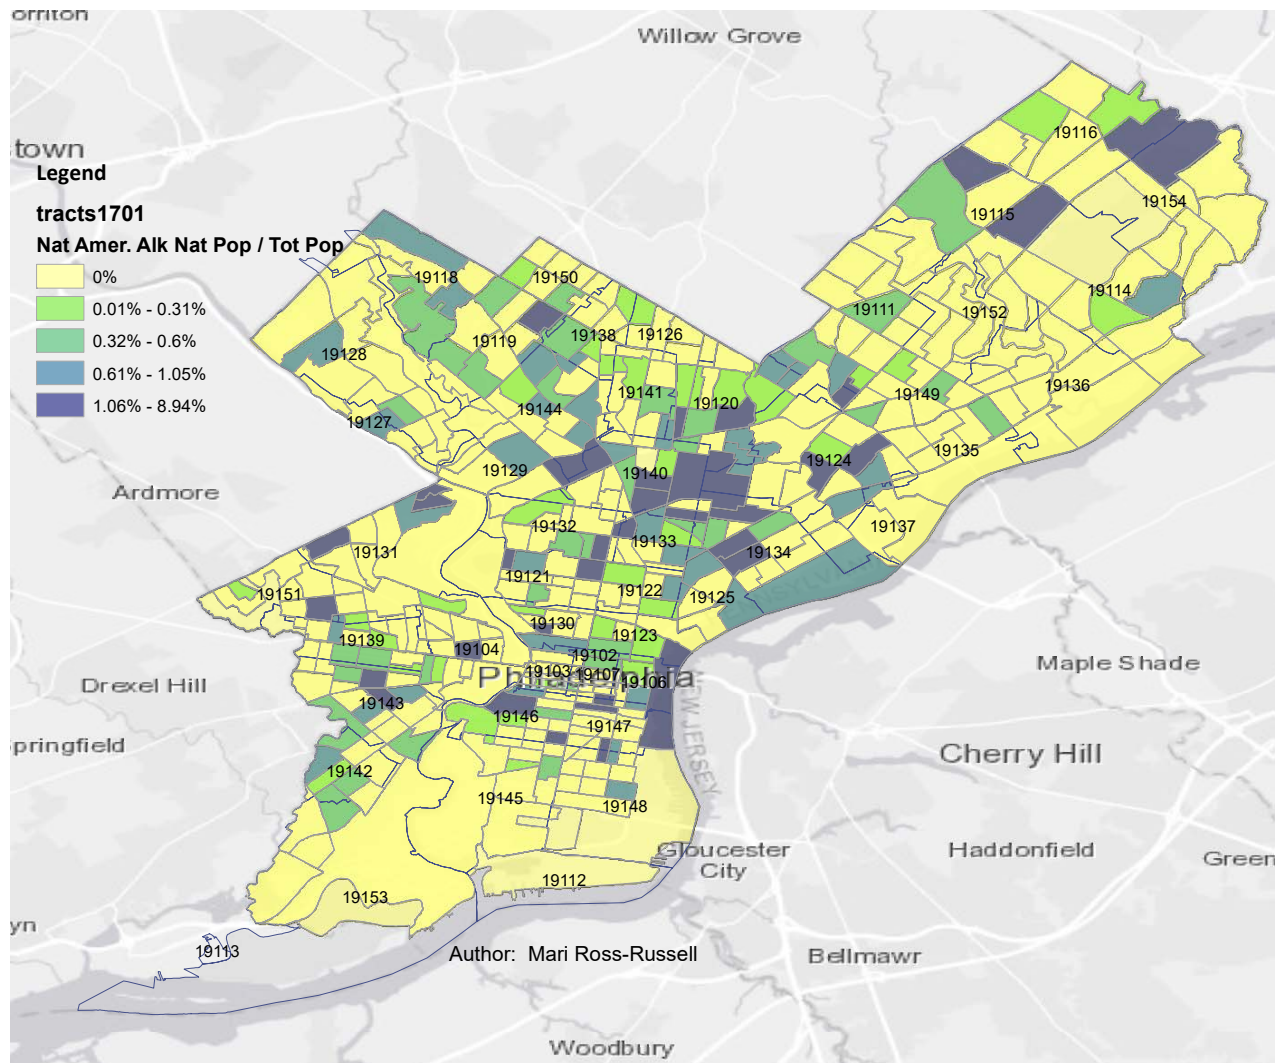 Willow Grove
town
Legend
tracts1701
Nat Amer. Alk Nat Pop / Tot Pop
0%
0.01% - 0.31%
0.32% - 0.6%
0.61% - 1.05%
1.06% - 8.94%
19116
19154
19115
19118
19150
19114
19111
19152
19138
19126
19119
19128
19136
19141
19149
19120
19144
19127
19135
19124
19129
19140
Ardmore
19137
19132
19133
19134
19131
19121
19122
19125
19151
19130
19123
19139
19104
19102
Maple Shade
19103
19107
19106
Philadelphia
Drexel Hill
19143
19146
19147
NEW JERSEY
pringfield
Cherry Hill
19142
19145
19148
Gloucester
City
Haddonfield
Green
19112
19153
yn
19113
Author: Mari Ross-Russell
Bellmawr
Woodbury